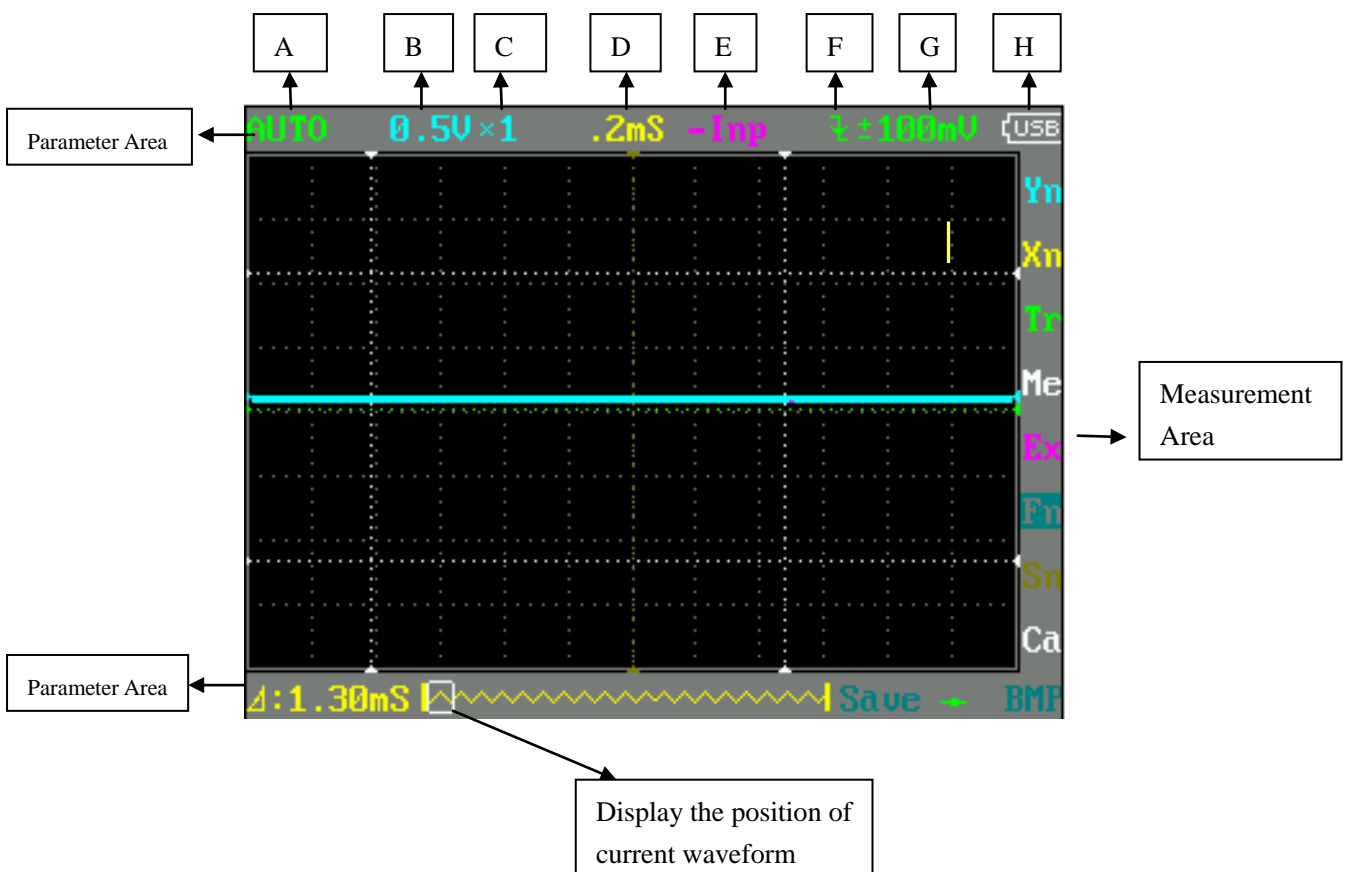 A B C D E F G H
Parameter Area
AUTO 0.5V ×1 .2mS -Inp ±100mV USB
Yn
Xn
Tr
Me
Ex
Fn
Sn
Ca
Measurement
Area
Parameter Area
⊿:1.30mS Save → BMP
Display the position of
current waveform